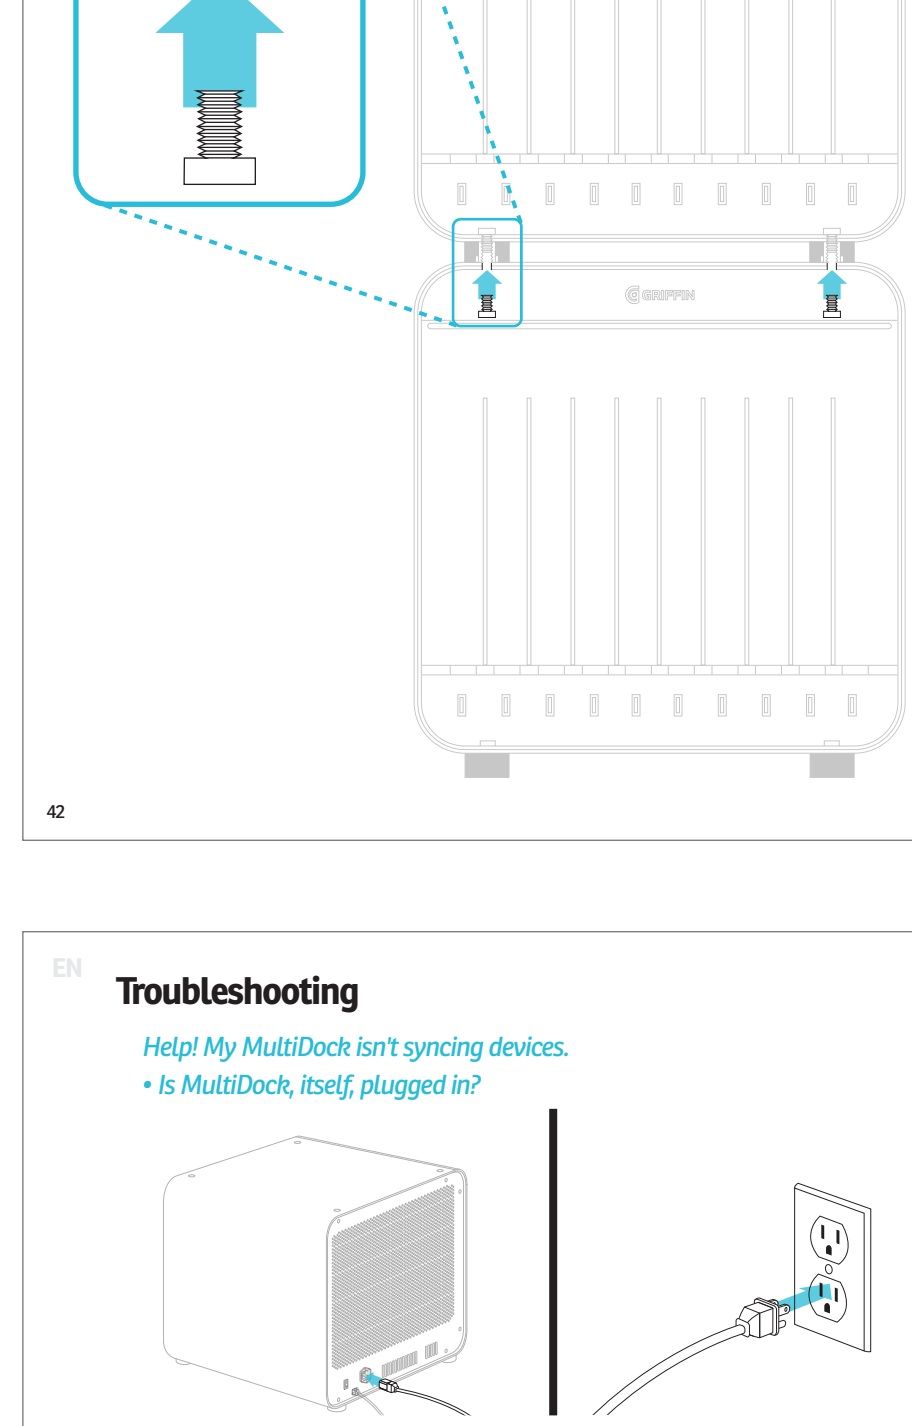 GRIFFIN
42
EN
Troubleshooting
Help! My MultiDock isn't syncing devices.
• Is MultiDock, itself, plugged in?